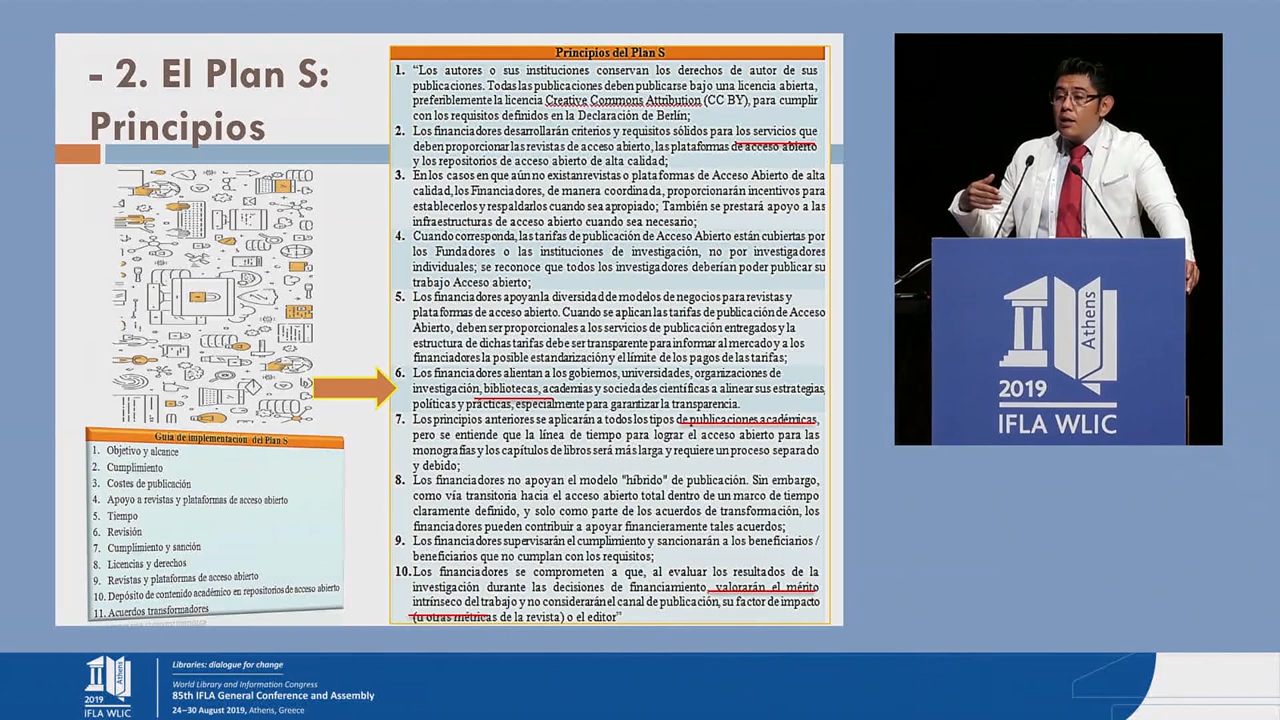 - 2. El Plan S:
Principios
Guía de implementación del Plan S
1. Objetivo y alcance
2. Cumplimiento
3. Costes de publicación
4. Apoyo a revistas y plataformas de acceso abierto
5. Tiempo
6. Revisión
7. Cumplimiento y sanción
8. Licencias y derechos
9. Revistas y plataformas de acceso abierto
10. Depósito de contenido académico en repositorios de acceso abierto
11. Acuerdos transformadores
Principios del Plan S
1. “Los autores o sus instituciones conservan los derechos de autor de sus
publicaciones. Todas las publicaciones deben publicarse bajo una licencia abierta,
preferiblemente la licencia Creative Commons Attribution (CC BY), para cumplir
con los requisitos definidos en la Declaración de Berlín;
2. Los financiadores desarrollarán criterios y requisitos sólidos para los servicios que
deben proporcionar las revistas de acceso abierto, las plataformas de acceso abierto
y los repositorios de acceso abierto de alta calidad;
3. En los casos en que aún no existan revistas o plataformas de Acceso Abierto de alta
calidad, los Financiadores, de manera coordinada, proporcionarán incentivos para
establecerlos y respaldarlos cuando sea apropiado; También se prestará apoyo a las
infraestructuras de acceso abierto cuando sea necesario;
4. Cuando corresponda, las tarifas de publicación de Acceso Abierto están cubiertas por
los Fundadores o las instituciones de investigación, no por investigadores
individuales; se reconoce que todos los investigadores deberían poder publicar su
trabajo Acceso abierto;
5. Los financiadores apoyan la diversidad de modelos de negocios para revistas y
plataformas de acceso abierto. Cuando se aplican las tarifas de publicación de Acceso
Abierto, deben ser proporcionales a los servicios de publicación entregados y la
estructura de dichas tarifas debe ser transparente para informar al mercado y a los
financiadores la posible estandarización y el límite de los pagos de las tarifas;
6. Los financiadores alientan a los gobiernos, universidades, organizaciones de
investigación, bibliotecas, academias y sociedades científicas a alinear sus estrategias,
políticas y prácticas, especialmente para garantizar la transparencia.
7. Los principios anteriores se aplicarán a todos los tipos de publicaciones académicas,
pero se entiende que la línea de tiempo para lograr el acceso abierto para las
monografías y los capítulos de libros será más larga y requiere un proceso separado
y debido;
8. Los financiadores no apoyan el modelo "híbrido" de publicación. Sin embargo,
como vía transitoria hacia el acceso abierto total dentro de un marco de tiempo
claramente definido, y solo como parte de los acuerdos de transformación, los
financiadores pueden contribuir a apoyar financieramente tales acuerdos;
9. Los financiadores supervisarán el cumplimiento y sancionarán a los beneficiarios /
beneficiarios que no cumplan con los requisitos;
10. Los financiadores se comprometen a que, al evaluar los resultados de la
investigación durante las decisiones de financiamiento, valorarán el mérito
intrínseco del trabajo y no considerarán el canal de publicación, su factor de impacto
(u otras métricas de la revista) o el editor”
Athens
2019
IFLA WLIC
Athens
2019
IFLA WLIC
Libraries: dialogue for change
World Library and Information Congress
85th IFLA General Conference and Assembly
24–30 August 2019, Athens, Greece